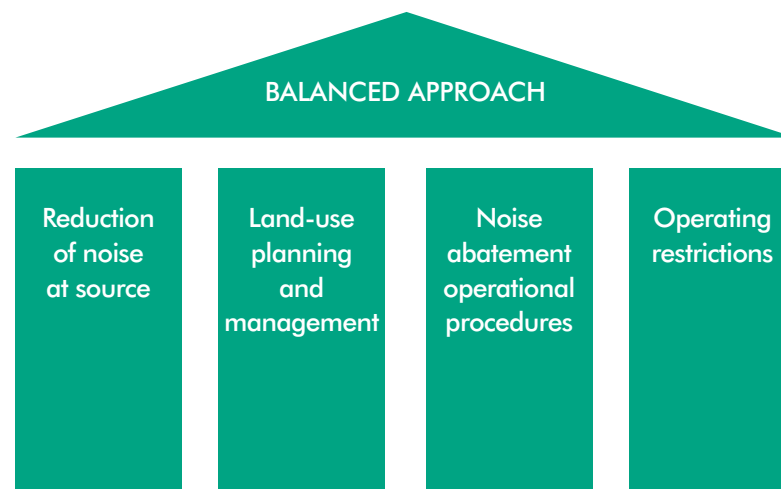 BALANCED APPROACH
Reduction
of noise
at source
Land-use
planning
and
management
Noise
abatement
operational
procedures
Operating
restrictions